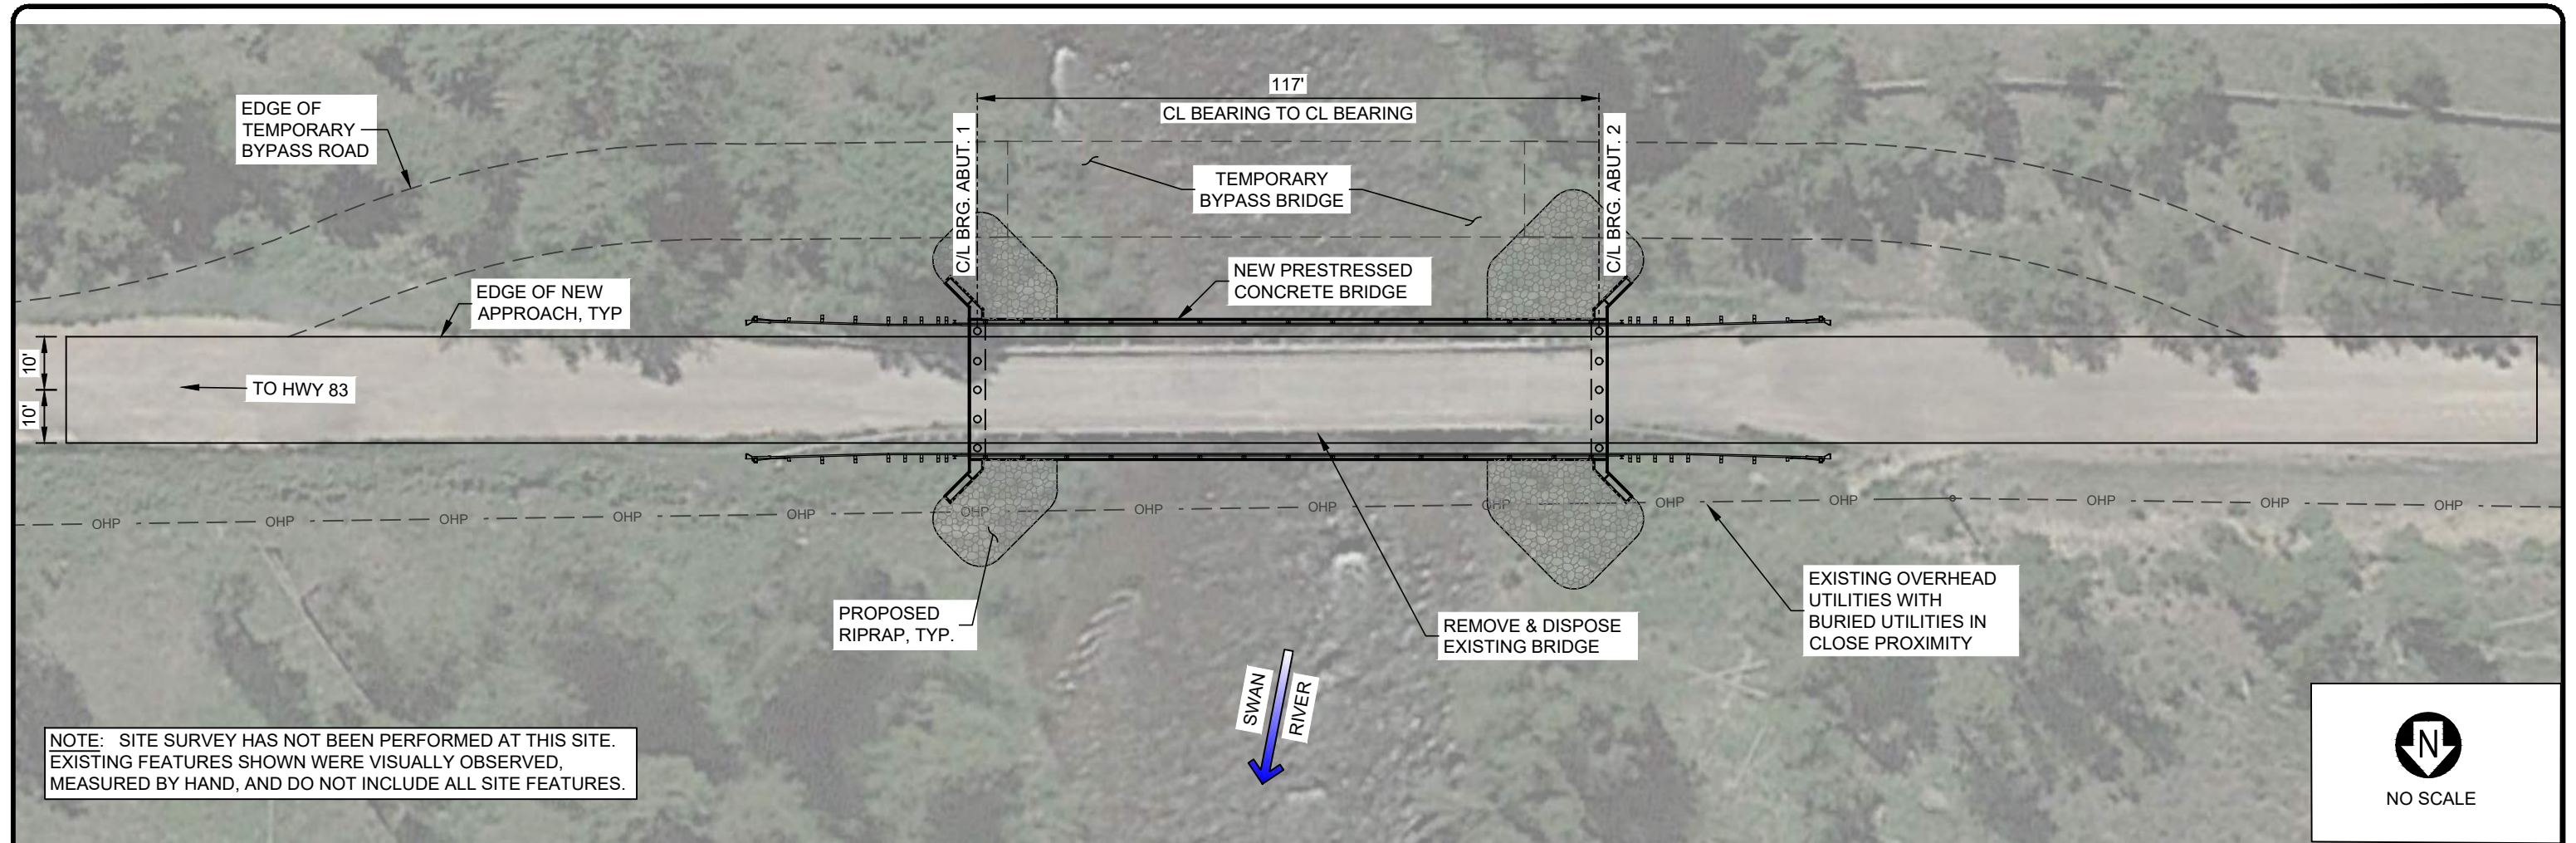 117'
CL BEARING TO CL BEARING
EDGE OF
TEMPORARY
BYPASS ROAD
C/L BRG. ABUT. 1
C/L BRG. ABUT. 2
TEMPORARY
BYPASS BRIDGE
NEW PRESTRESSED
CONCRETE BRIDGE
EDGE OF NEW
APPROACH, TYP
10'
10'
TO HWY 83
OHP OHP OHP OHP OHP OHP OHP OHP OHP OHP OHP OHP OHP OHP
PROPOSED
RIPRAP, TYP.
REMOVE & DISPOSE
EXISTING BRIDGE
EXISTING OVERHEAD
UTILITIES WITH
BURIED UTILITIES IN
CLOSE PROXIMITY
SWAN
RIVER
NOTE: SITE SURVEY HAS NOT BEEN PERFORMED AT THIS SITE.
EXISTING FEATURES SHOWN WERE VISUALLY OBSERVED,
MEASURED BY HAND, AND DO NOT INCLUDE ALL SITE FEATURES.
N
NO SCALE